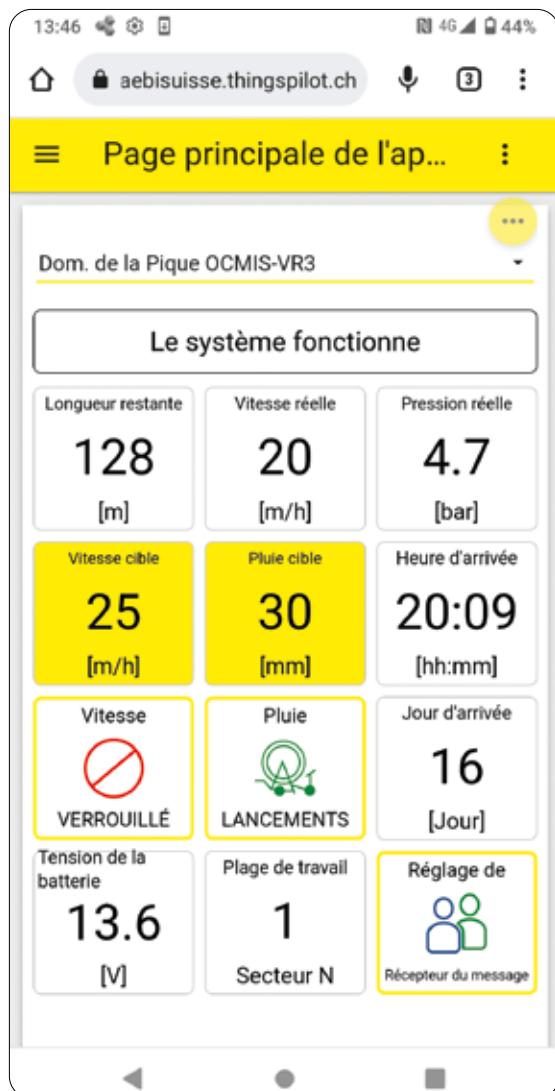 13:46 4G 44%
aebisuisse.thingspilot.ch 3
Page principale de l'ap...
Dom. de la Pique OCMIS-VR3
Le système fonctionne
Longueur restante Vitesse réelle Pression réelle
128 20 4.7
[m] [m/h] [bar]
Vitesse cible Pluie cible Heure d'arrivée
25 30 20:09
[m/h] [mm] [hh:mm]
Vitesse Pluie Jour d'arrivée
16
VERROUILLÉ LANCEMENTS [Jour]
Tension de la
batterie Plage de travail Réglage de
13.6 1
[V] Secteur N Récepteur du message